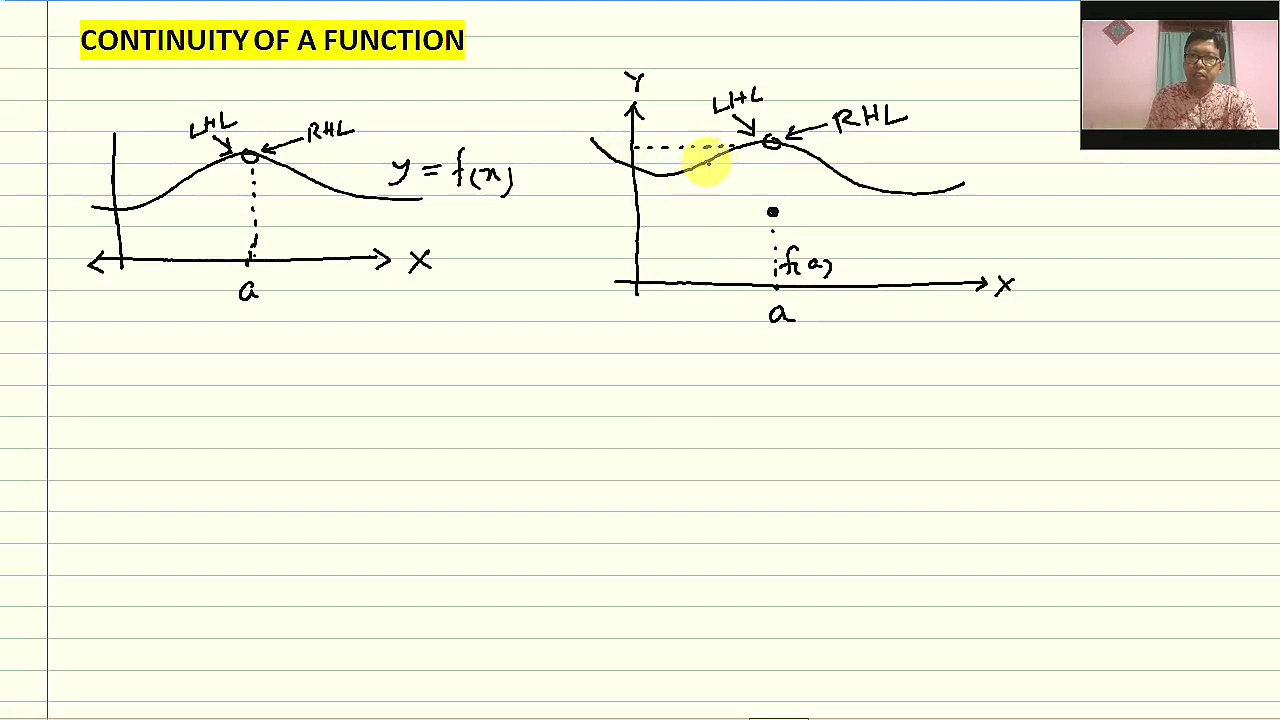 CONTINUITY OF A FUNCTION
LHL
RHL
y = f(x)
X
a
Y
LHL
RHL
f(a)
X
a